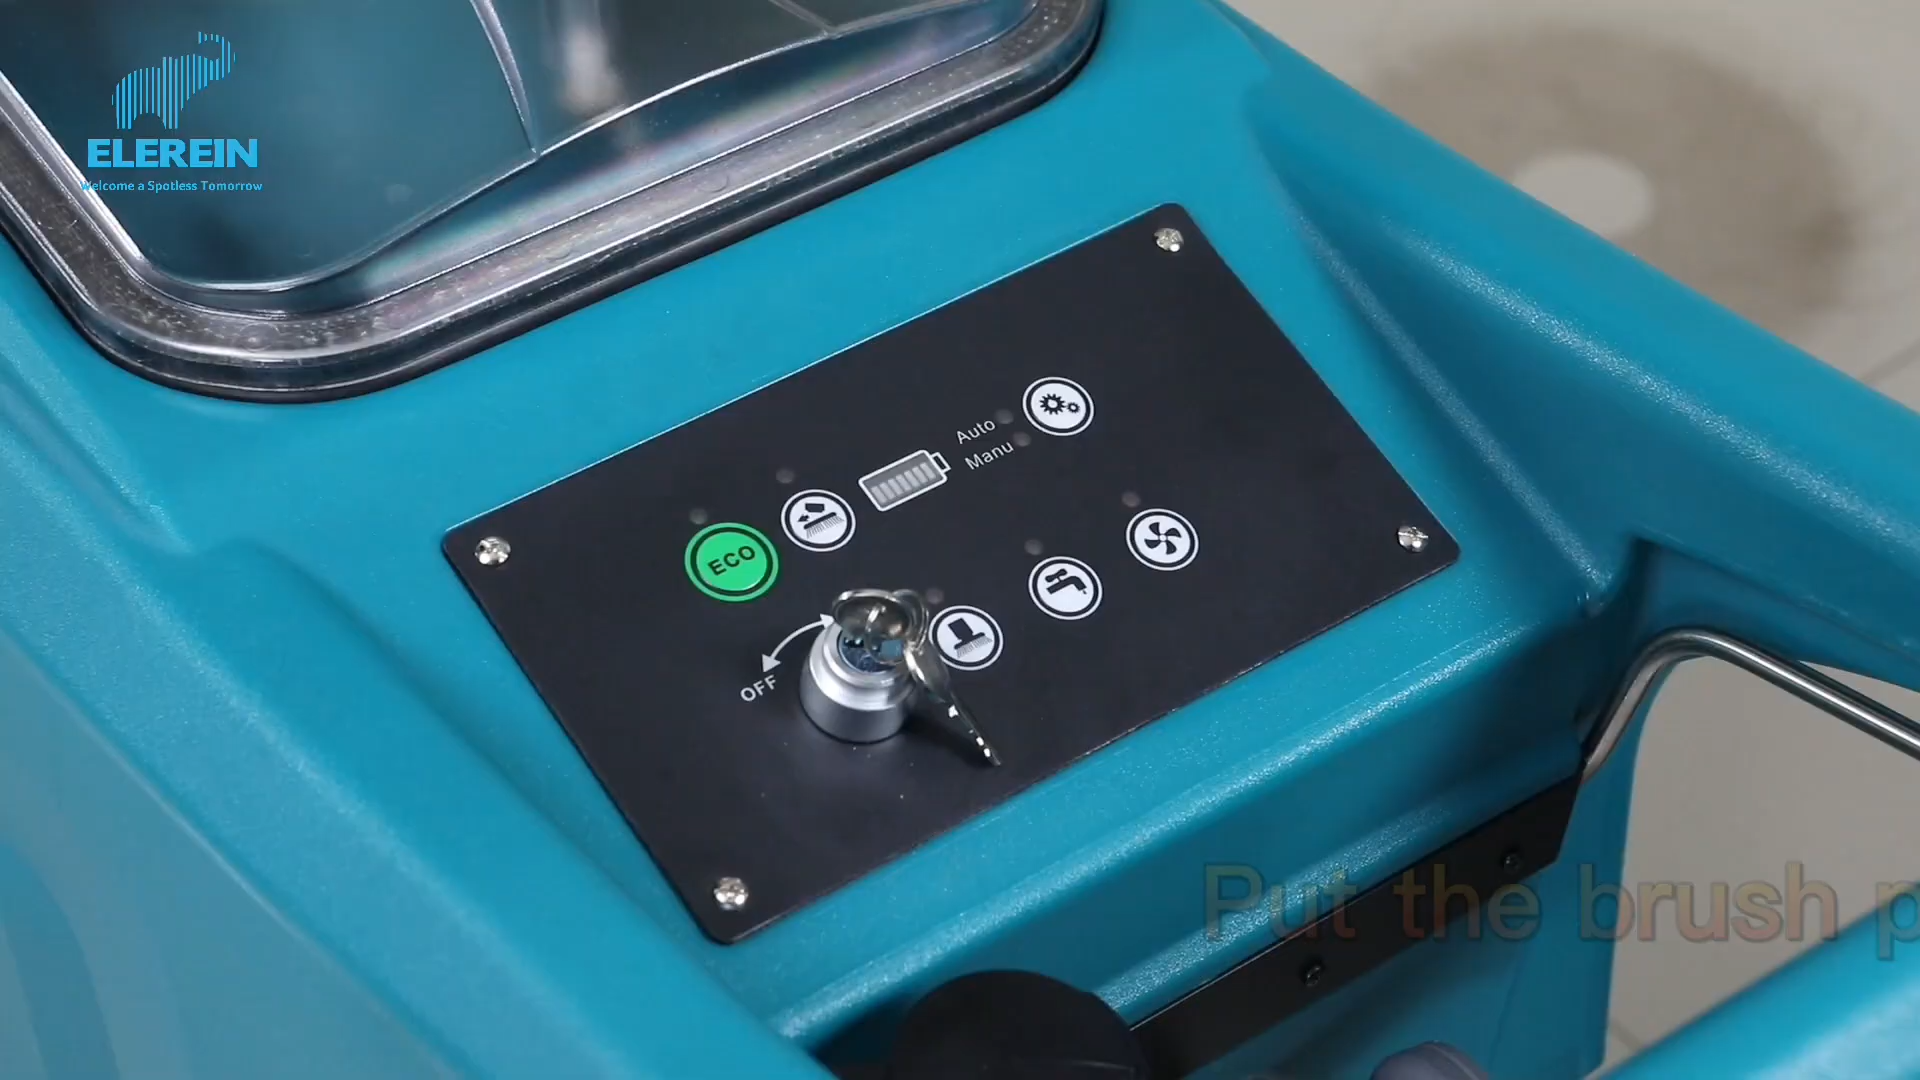 ELEREIN
Welcome a Spotless Tomorrow
Auto
Manu
ECO
OFF
Put the brush p